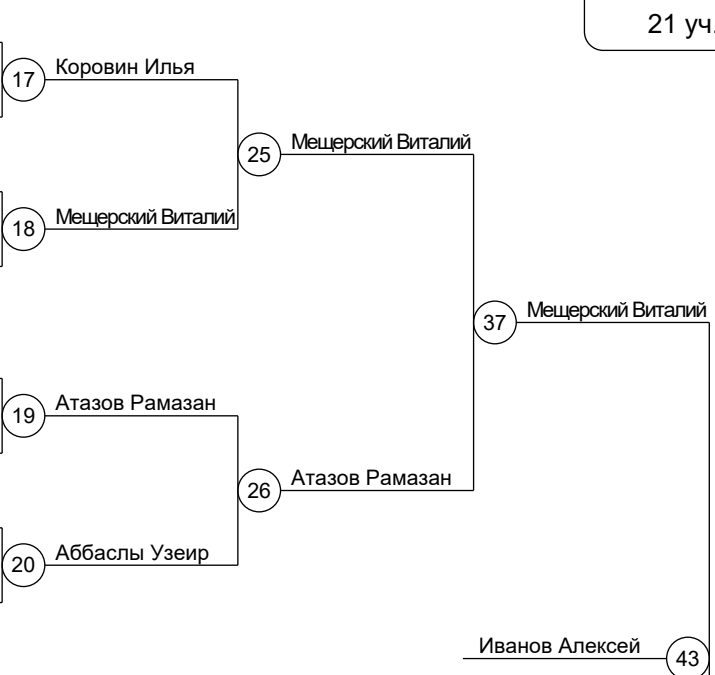 21 уч.
17 Коровин Илья
25 Мещерский Виталий
18 Мещерский Виталий
37 Мещерский Виталий
19 Атазов Рамазан
26 Атазов Рамазан
20 Аббаслы Узеир
Иванов Алексей 43